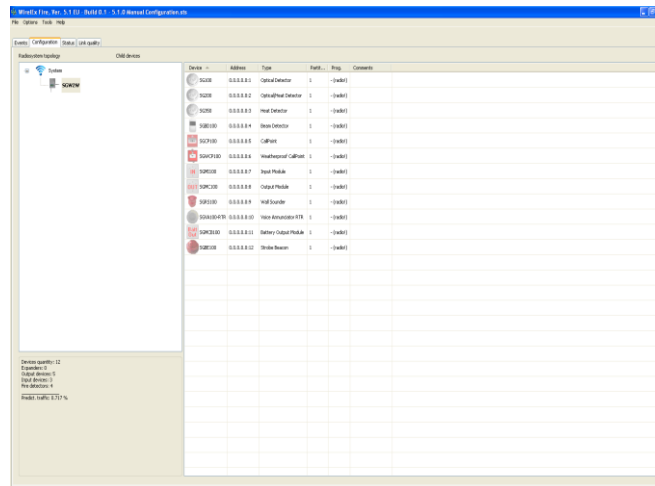 WireEx Fire, Ver. 5.1 EU - Build 0.1 - 5.1.0 Manual Configuration.stx
File Options Tools Help
Events Configuration Status Link quality
Radiosystem topology Child devices
System
SGW2W
Device Address Type Partit... Prog. Comments
SG100 0.0.0.0.0:1 Optical Detector 1 - (radio!)
SG200 0.0.0.0.0:2 Optical/Heat Detector 1 - (radio!)
SG350 0.0.0.0.0:3 Heat Detector 1 - (radio!)
SGBD100 0.0.0.0.0:4 Beam Detector 1 - (radio!)
SGCP100 0.0.0.0.0:5 CallPoint 1 - (radio!)
SGWCP100 0.0.0.0.0:6 Weatherproof CallPoint 1 - (radio!)
SGMI100 0.0.0.0.0:7 Input Module 1 - (radio!)
SGMC100 0.0.0.0.0:8 Output Module 1 - (radio!)
SGRS100 0.0.0.0.0:9 Wall Sounder 1 - (radio!)
SGVA100-RTR 0.0.0.0.0:10 Voice Annunciator RTR 1 - (radio!)
SGMCB100 0.0.0.0.0:11 Battery Output Module 1 - (radio!)
SGBE100 0.0.0.0.0:12 Strobe Beacon 1 - (radio!)
Devices quantity: 12
Expanders: 0
Output devices: 5
Input devices: 3
Fire detectors: 4
Predict. traffic: 8.717 %